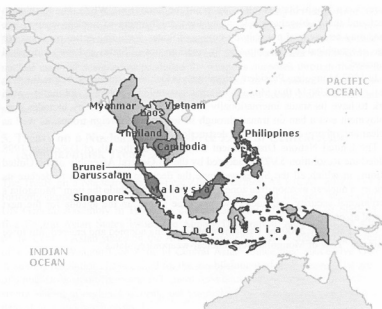 PACIFIC
OCEAN
Myanmar
Laos
Vietnam
Thailand
Cambodia
Philippines
Brunei
Darussalam
Malaysia
Singapore
Indonesia
INDIAN
OCEAN